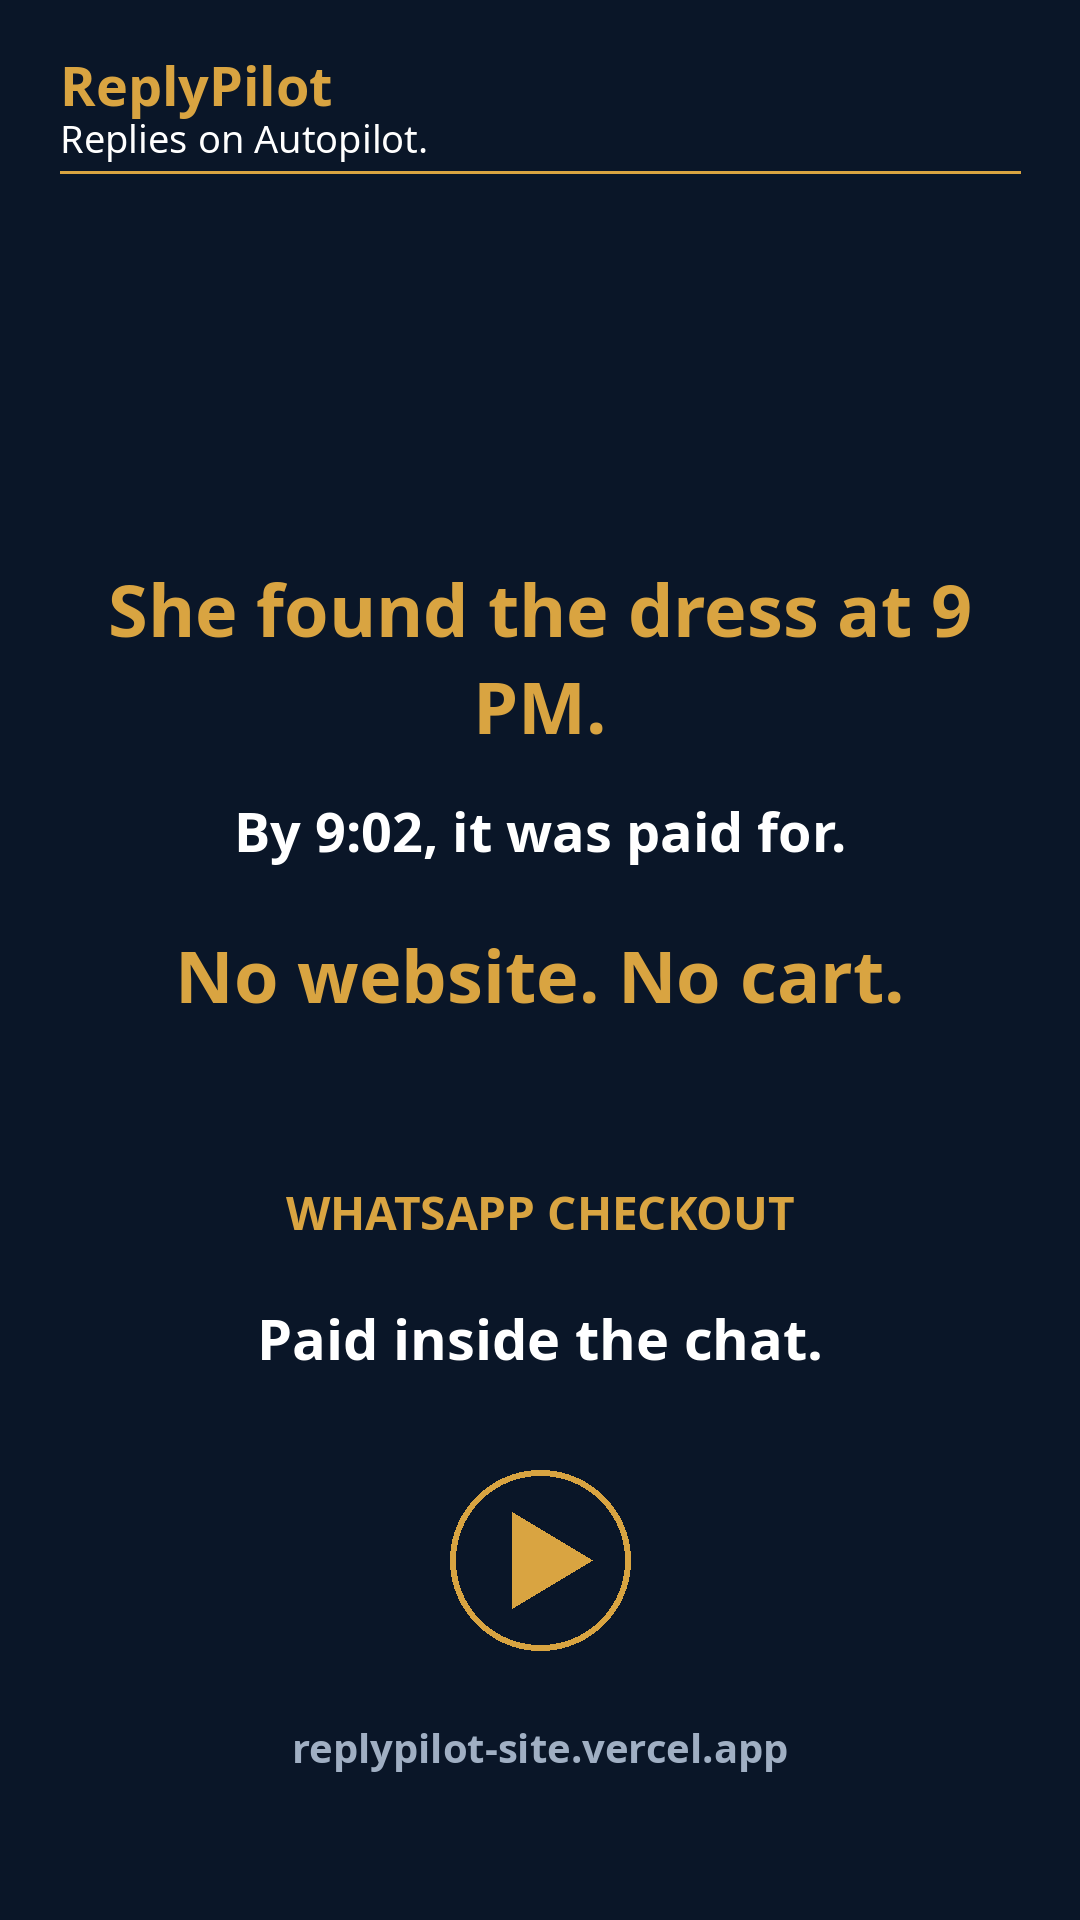 ReplyPilot
Replies on Autopilot.
She found the dress at 9
PM.
By 9:02, it was paid for.
No website. No cart.
WHATSAPP CHECKOUT
Paid inside the chat.
replypilot-site.vercel.app